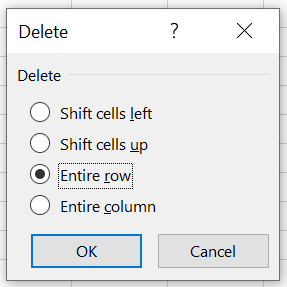 Delete ?
Delete
Shift cells left
Shift cells up
Entire row
Entire column
OK Cancel